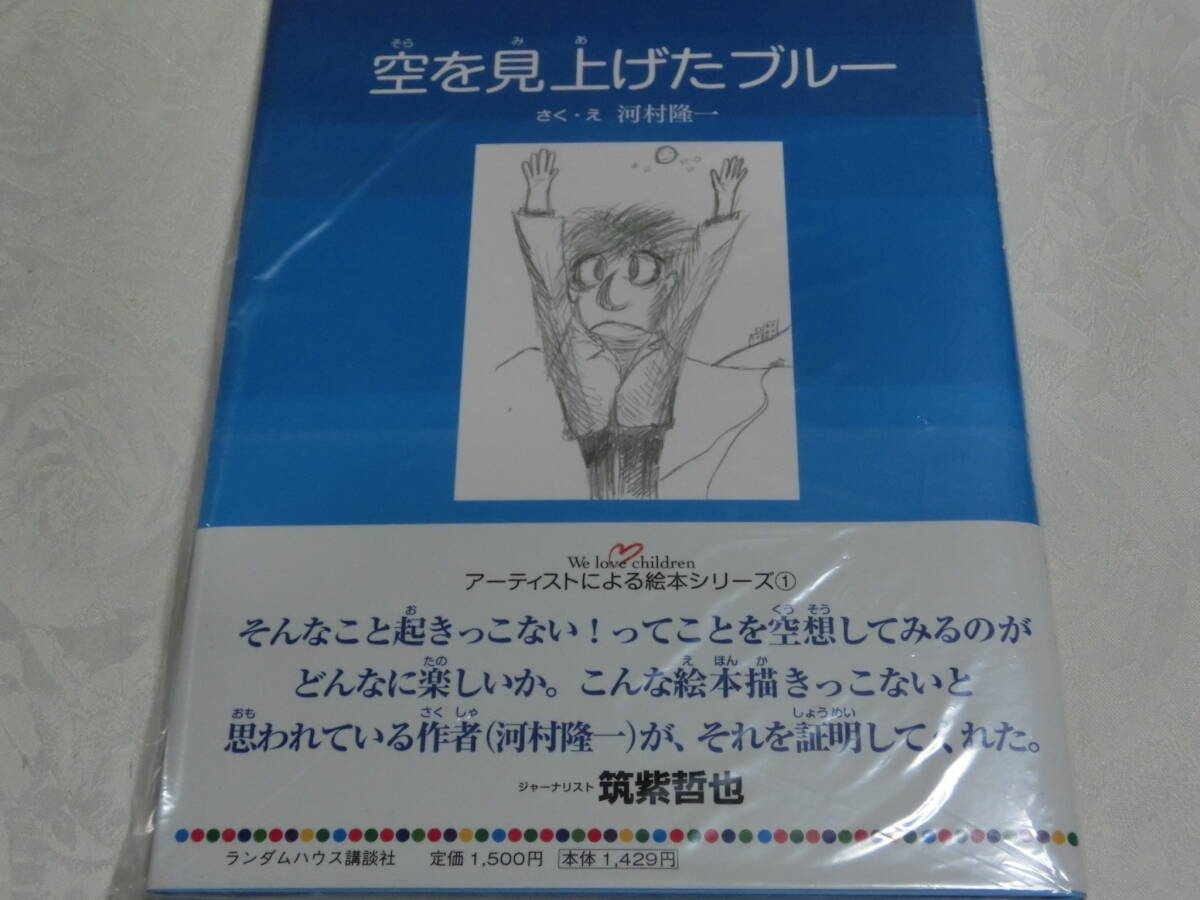 空を見上げたブルー
そら み あ
さく・え 河村隆一
We love children
アーティストによる絵本シリーズ①
お くう そう
そんなこと起きっこない！ってことを空想してみるのが
たの え ほん か
どんなに楽しいか。こんな絵本描きっこないと
おも さく しゃ しょうめい
思われている作者(河村隆一)が、それを証明してくれた。
ジャーナリスト 筑紫哲也
ランダムハウス講談社 定価1,500円 本体1,429円